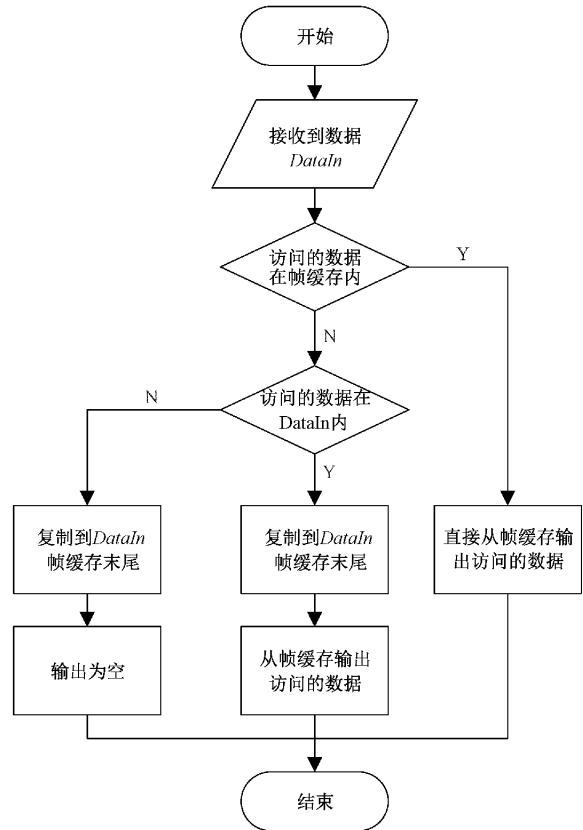 开始
接收到数据
DataIn
访问的数据
在帧缓存内
Y
N
访问的数据在
DataIn内
N
Y
复制到DataIn
帧缓存末尾
复制到DataIn
帧缓存末尾
直接从帧缓存输
出访问的数据
输出为空
从帧缓存输出
访问的数据
结束